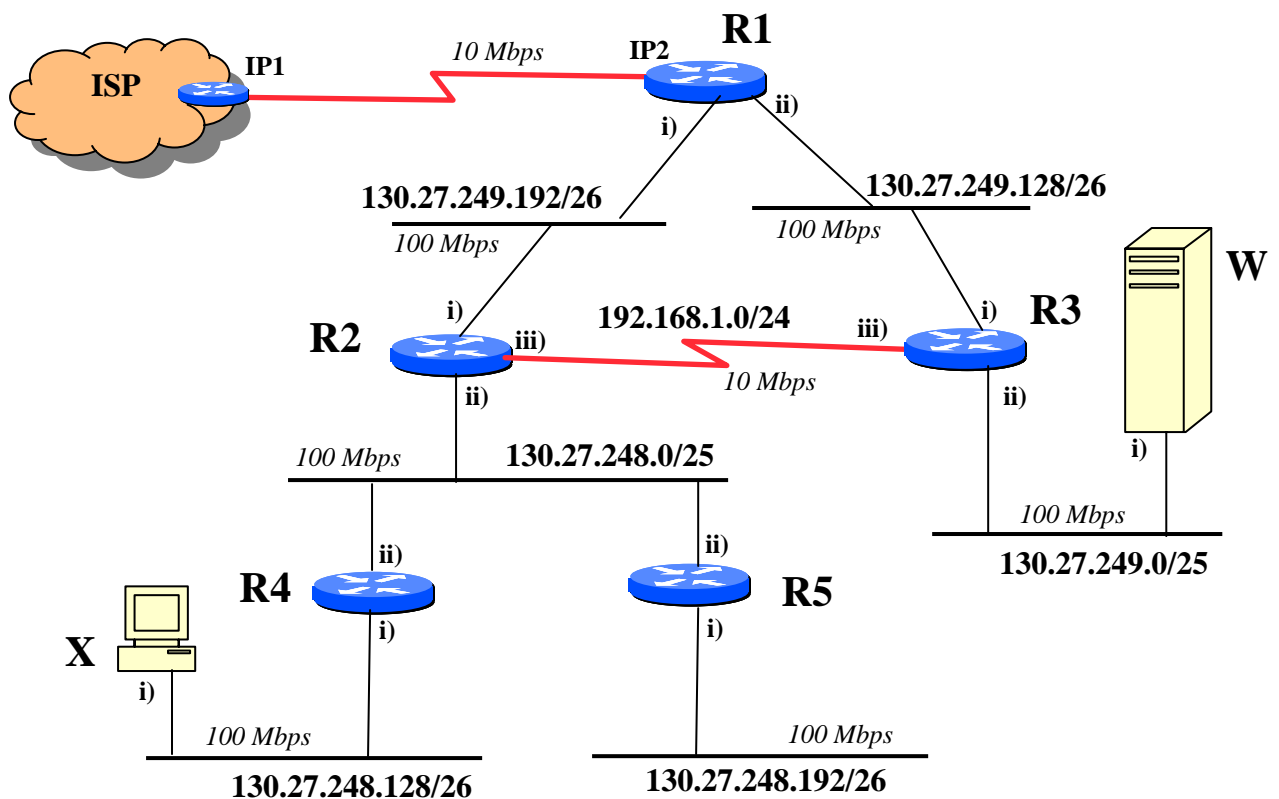 R1
10 Mbps
IP2
IP1
ISP
ii)
i)
130.27.249.192/26
130.27.249.128/26
100 Mbps
100 Mbps
W
i)
192.168.1.0/24
i)
R3
R2
iii)
iii)
10 Mbps
ii)
ii)
i)
100 Mbps
130.27.248.0/25
100 Mbps
130.27.249.0/25
ii)
ii)
R4
R5
i)
i)
X
i)
100 Mbps
100 Mbps
130.27.248.128/26
130.27.248.192/26